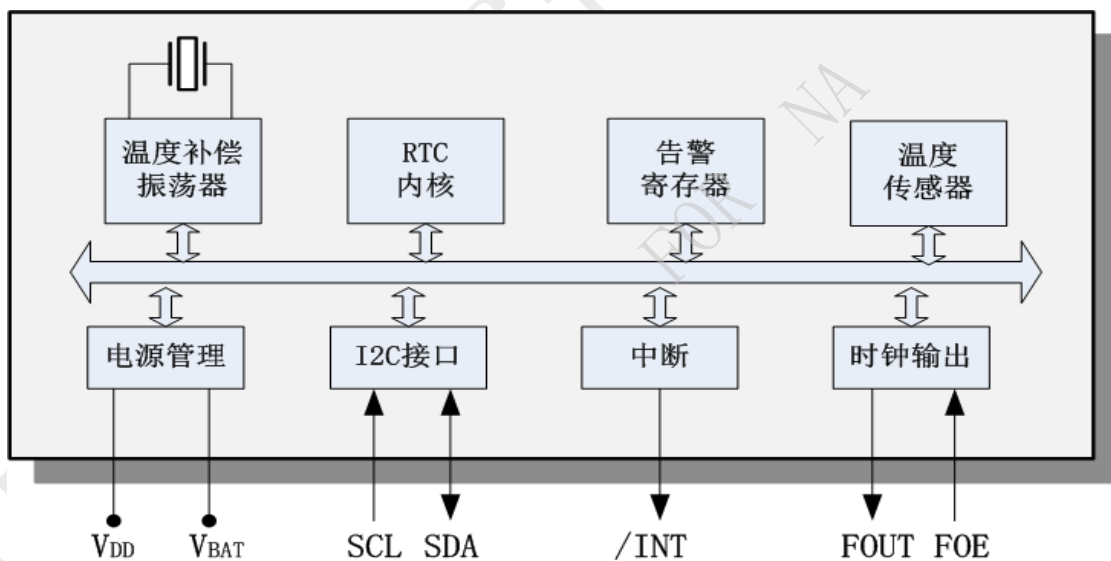 温度补偿
振荡器
RTC
内核
告警
寄存器
温度
传感器
电源管理
I2C接口
中断
时钟输出
VDD VBAT SCL SDA /INT FOUT FOE
FOR NA